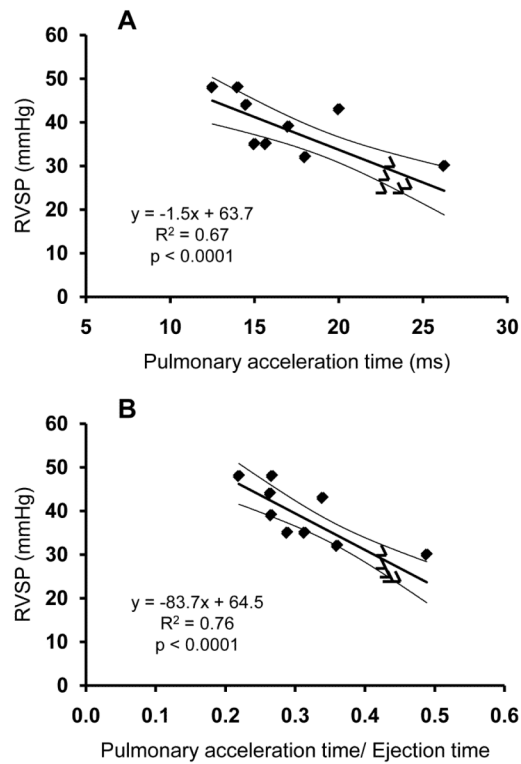 A
60
50
40
30
20
10
0
RVSP (mmHg)
y = -1.5x + 63.7
R² = 0.67
p < 0.0001
5 10 15 20 25 30
Pulmonary acceleration time (ms)
B
60
50
40
30
20
10
0
RVSP (mmHg)
y = -83.7x + 64.5
R² = 0.76
p < 0.0001
0.0 0.1 0.2 0.3 0.4 0.5 0.6
Pulmonary acceleration time/ Ejection time